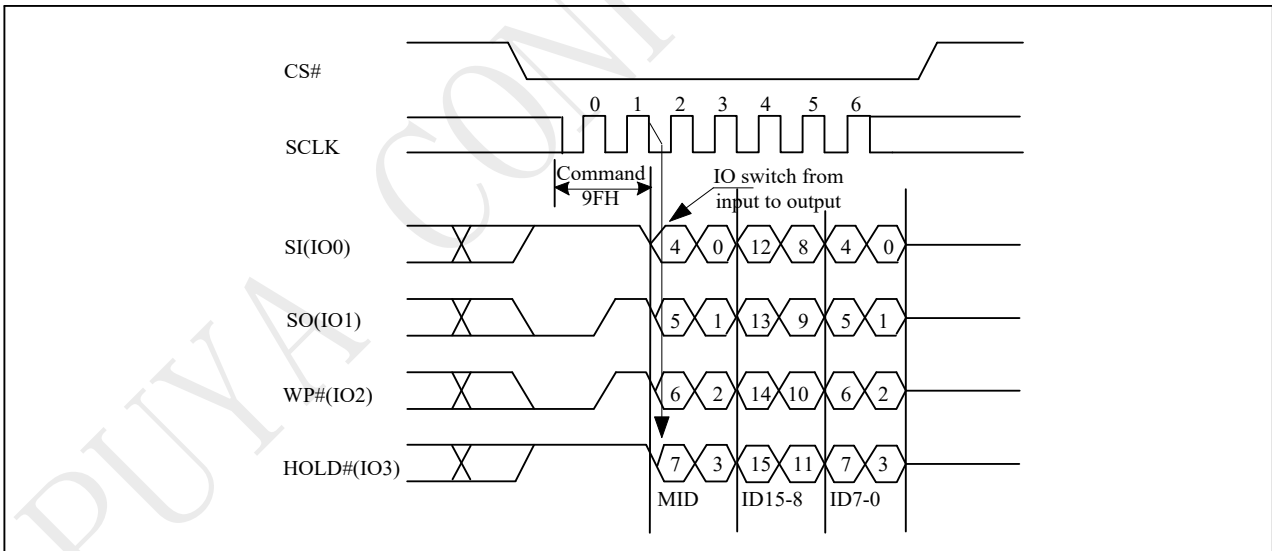 PUYA CONF
CS#
0 1 2 3 4 5 6
SCLK
Command
9FH
IO switch from
input to output
SI(IO0)
4 0 12 8 4 0
SO(IO1)
5 1 13 9 5 1
WP#(IO2)
6 2 14 10 6 2
HOLD#(IO3)
7 3 15 11 7 3
MID ID15-8 ID7-0